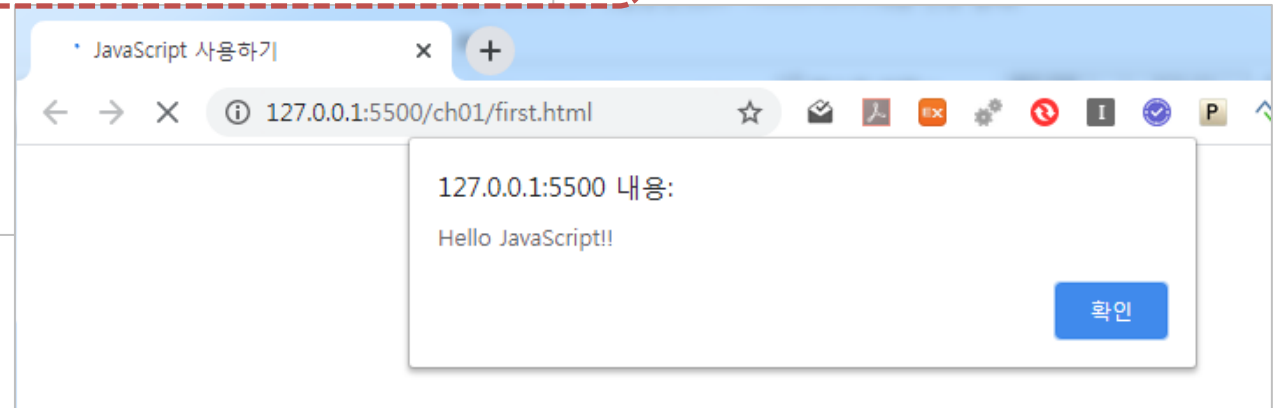 JavaScript 사용하기
127.0.0.1:5500/ch01/first.html
EX
I
P
127.0.0.1:5500 내용:
Hello JavaScript!!
확인